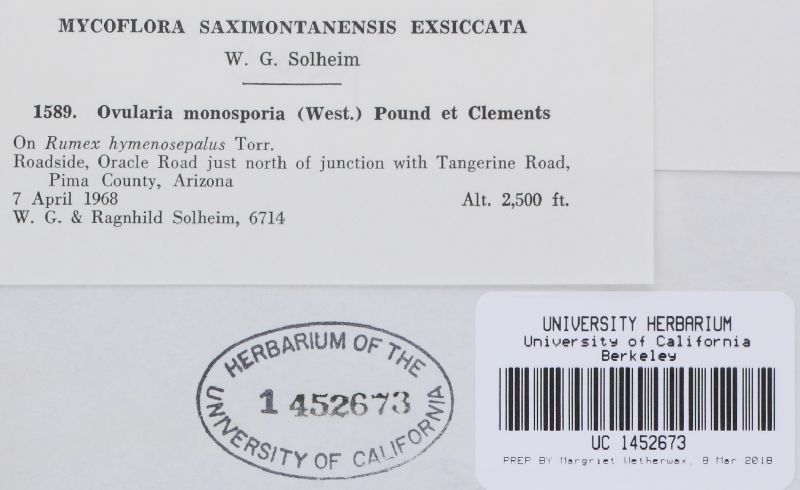 MYCOFLORA SAXIMONTANENSIS EXSICCATA
W. G. Solheim
1589. Ovularia monosporia (West.) Pound et Clements
On Rumex hymenosepalus Torr.
Roadside, Oracle Road just north of junction with Tangerine Road,
Pima County, Arizona
7 April 1968 Alt. 2,500 ft.
W. G. & Ragnhild Solheim, 6714
HERBARIUM OF THE
1 452673
UNIVERSITY OF CALIFORNIA
UNIVERSITY HERBARIUM
University of California
Berkeley
UC 1452673
PREP BY Margriet Wetherwax, 8 Mar 2018